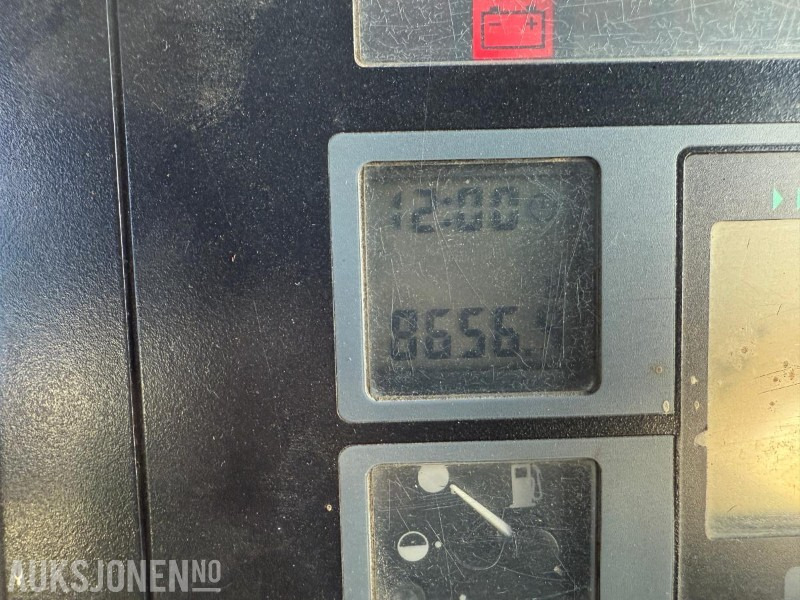 - +
12:00
8656.
AUKSJONEN.NO